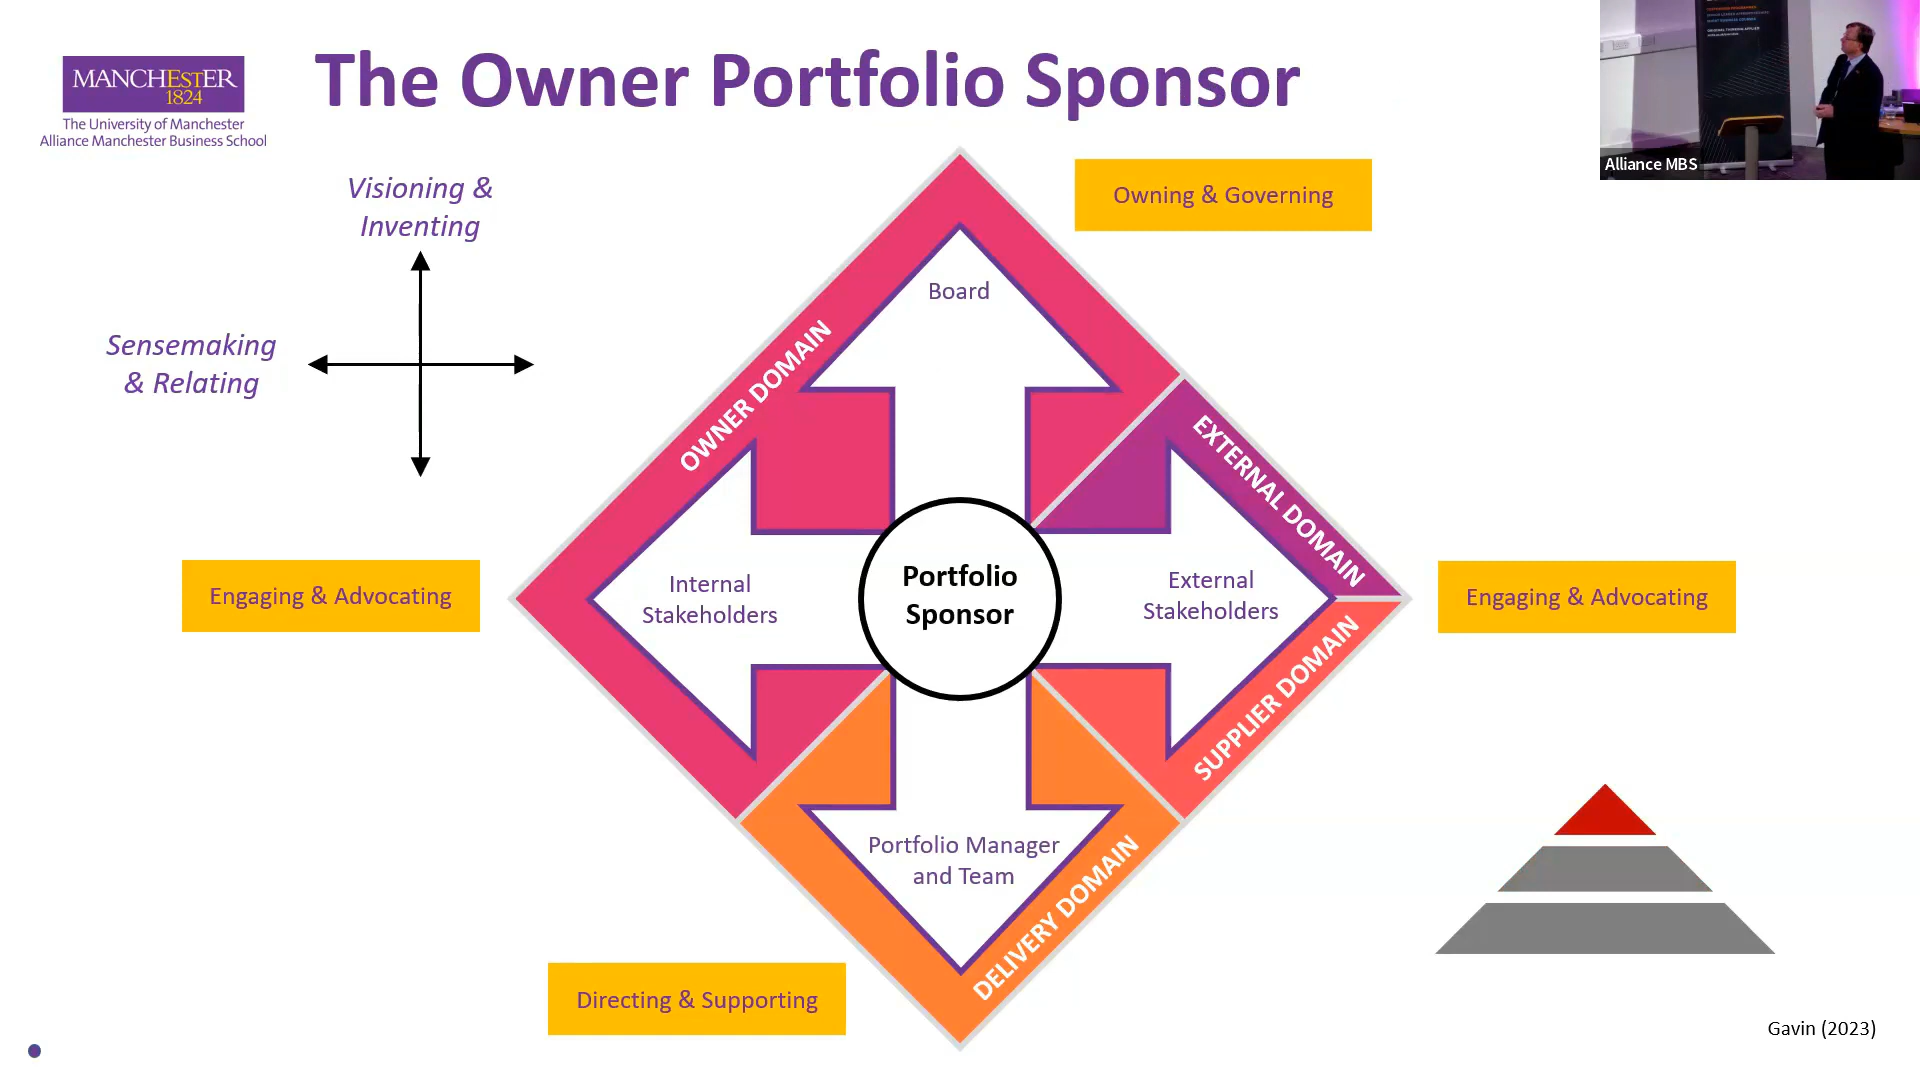 The Owner Portfolio Sponsor
MANCHESTER
1824
The University of Manchester
Alliance Manchester Business School
Alliance MBS
Visioning &
Inventing
Sensemaking
& Relating
Owning & Governing
Board
OWNER DOMAIN
EXTERNAL DOMAIN
Engaging & Advocating
Internal
Stakeholders
Portfolio
Sponsor
External
Stakeholders
Engaging & Advocating
SUPPLIER DOMAIN
Portfolio Manager
and Team
DELIVERY DOMAIN
Directing & Supporting
Gavin (2023)